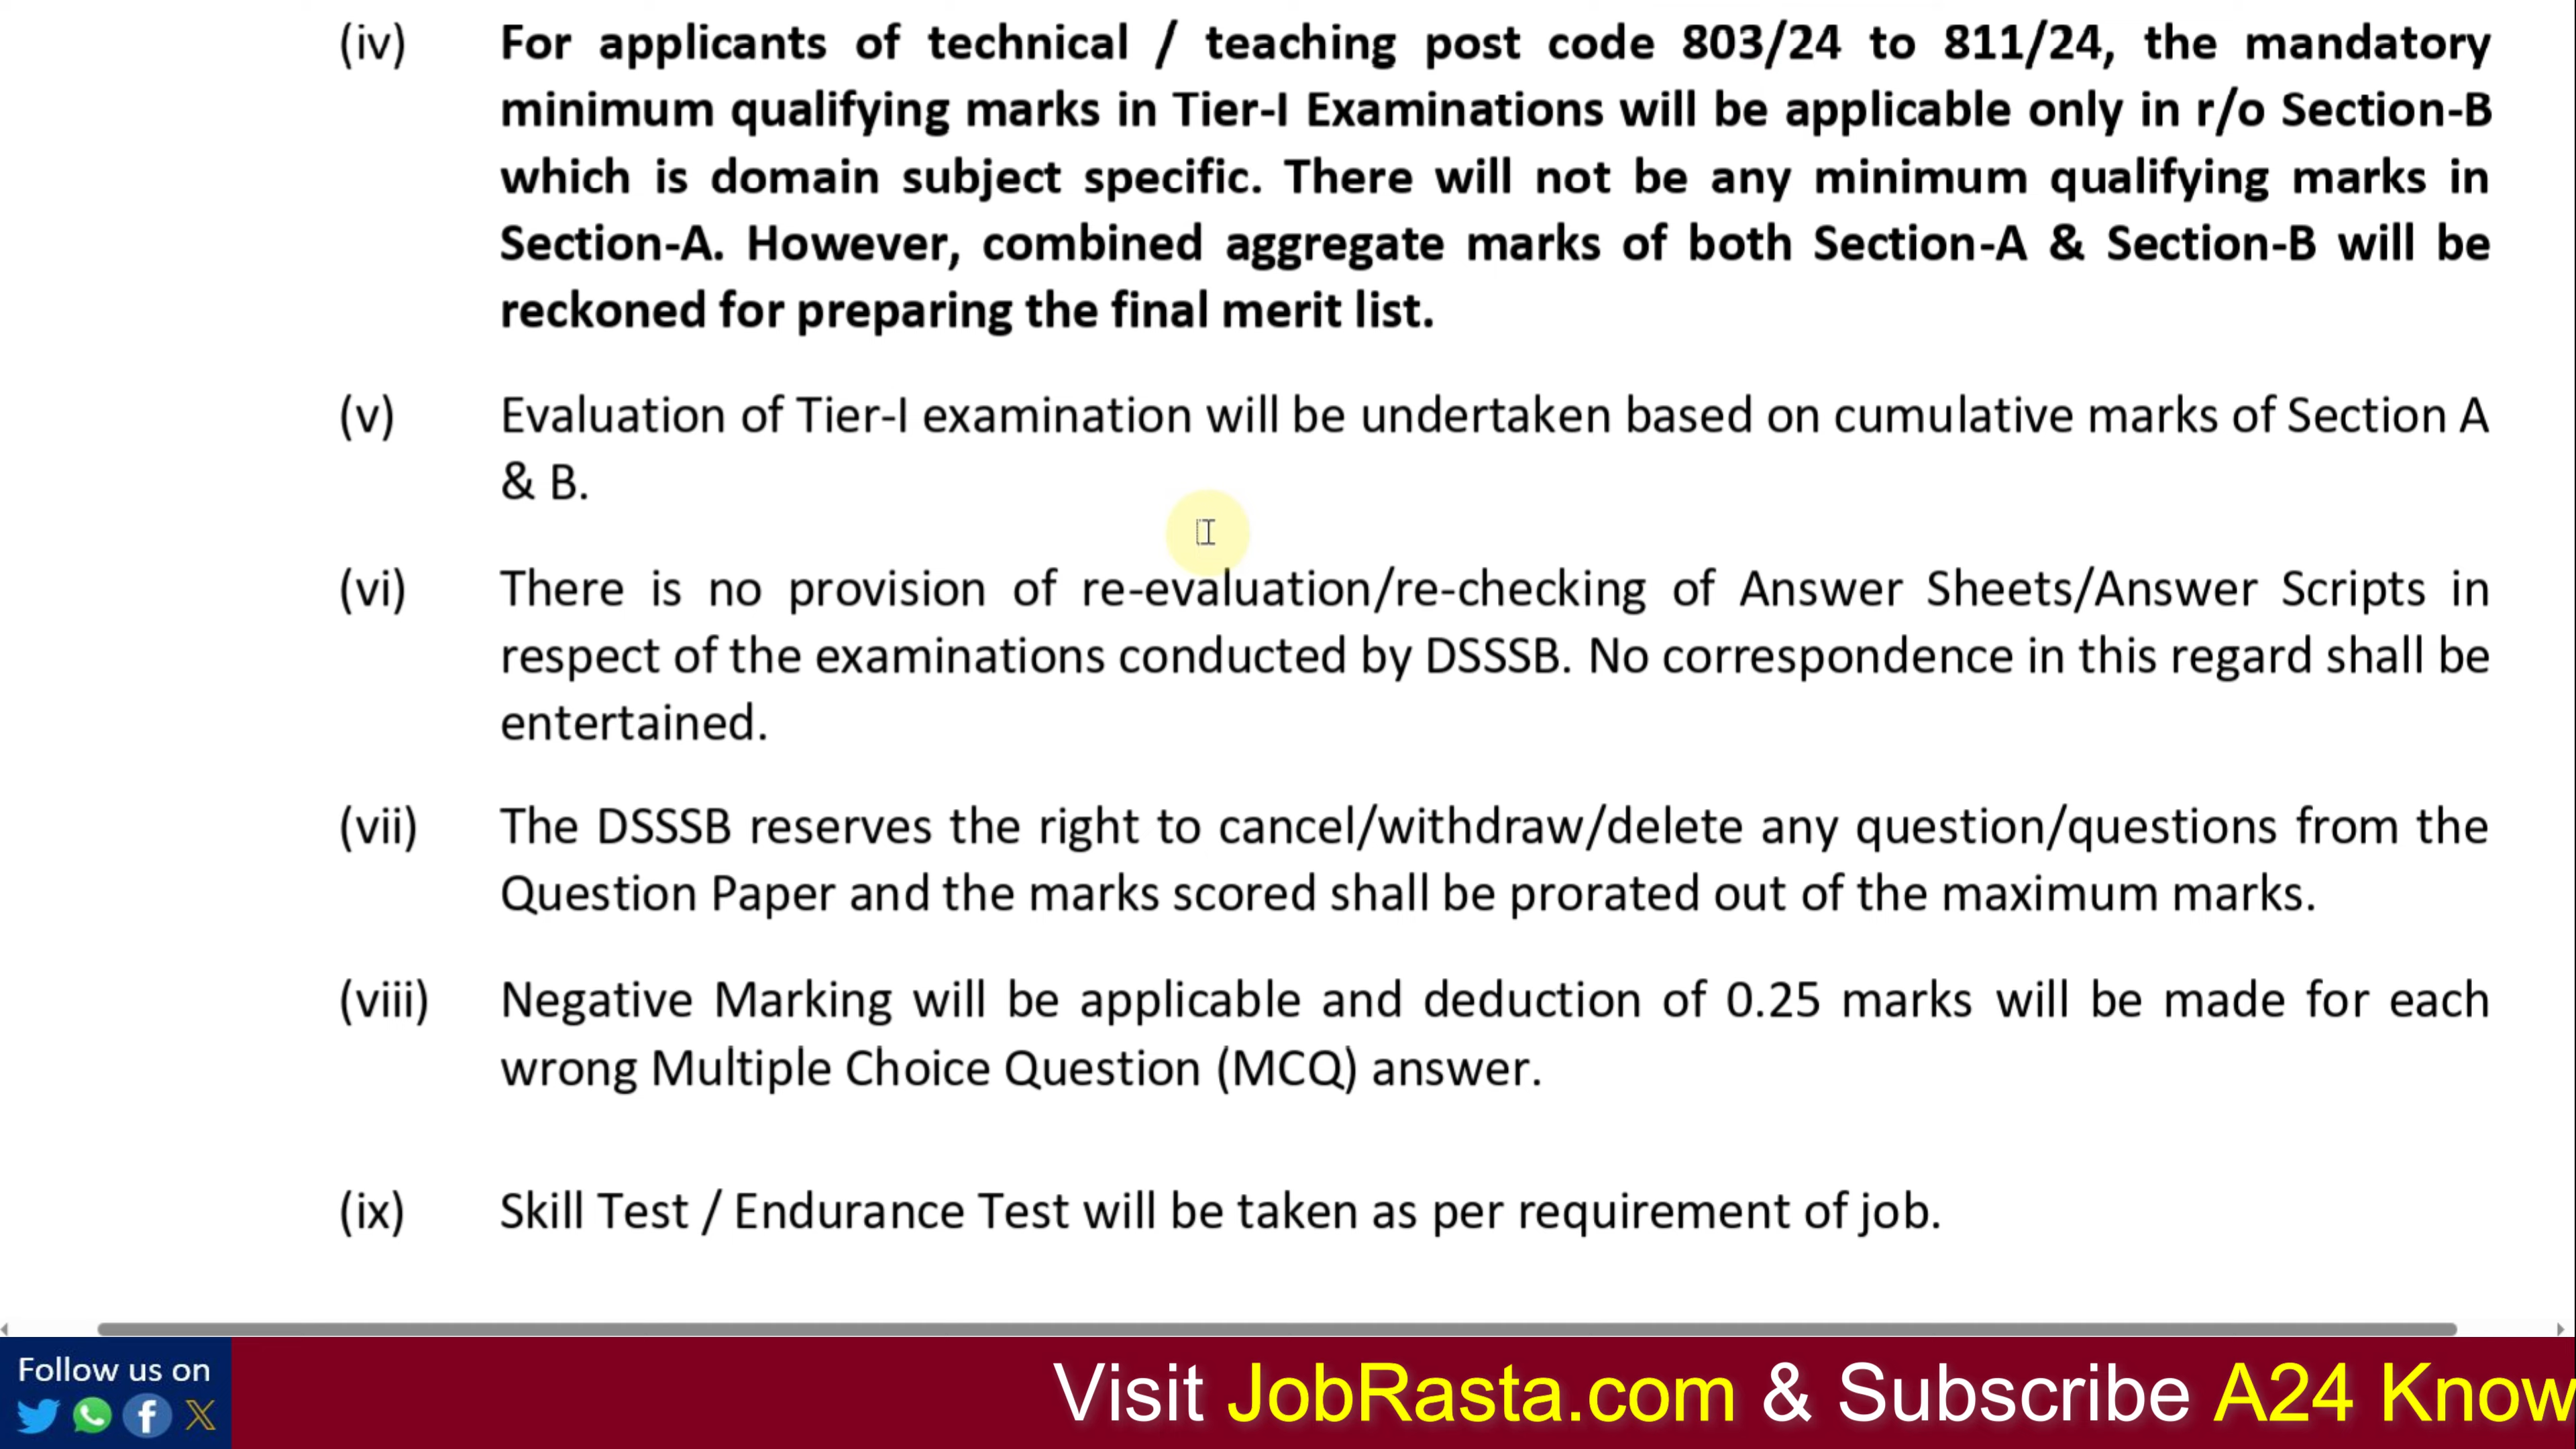 (iv) For applicants of technical / teaching post code 803/24 to 811/24, the mandatory
minimum qualifying marks in Tier-I Examinations will be applicable only in r/o Section-B
which is domain subject specific. There will not be any minimum qualifying marks in
Section-A. However, combined aggregate marks of both Section-A & Section-B will be
reckoned for preparing the final merit list.
(v) Evaluation of Tier-I examination will be undertaken based on cumulative marks of Section A
& B.
(vi) There is no provision of re-evaluation/re-checking of Answer Sheets/Answer Scripts in
respect of the examinations conducted by DSSSB. No correspondence in this regard shall be
entertained.
(vii) The DSSSB reserves the right to cancel/withdraw/delete any question/questions from the
Question Paper and the marks scored shall be prorated out of the maximum marks.
(viii) Negative Marking will be applicable and deduction of 0.25 marks will be made for each
wrong Multiple Choice Question (MCQ) answer.
(ix) Skill Test / Endurance Test will be taken as per requirement of job.
Follow us on
Visit JobRasta.com & Subscribe A24 Know